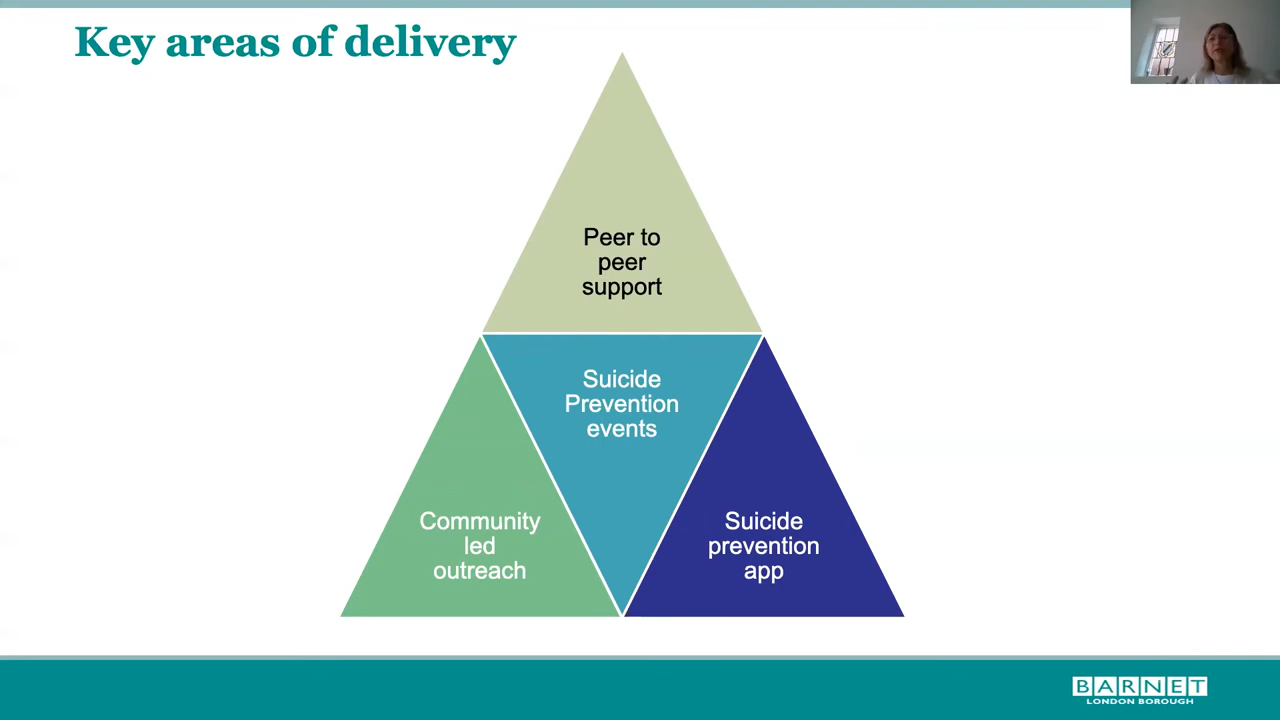 Key areas of delivery
Peer to
peer
support
Suicide
Prevention
events
Community
led
outreach
Suicide
prevention
app
BARNET
LONDON BOROUGH